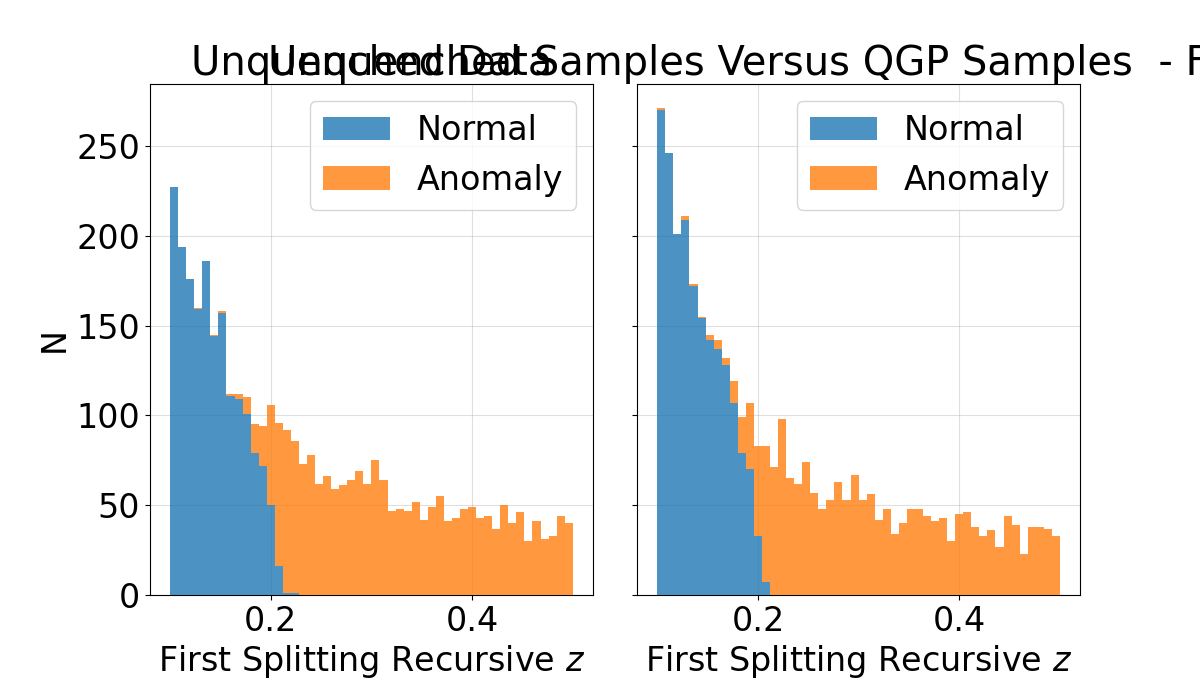 Unquenched Data
Unquenched Samples Versus QGP Samples - F
Normal
Anomaly
Normal
Anomaly
N
250
200
150
100
50
0
0.2
0.4
0.2
0.4
First Splitting Recursive z
First Splitting Recursive z